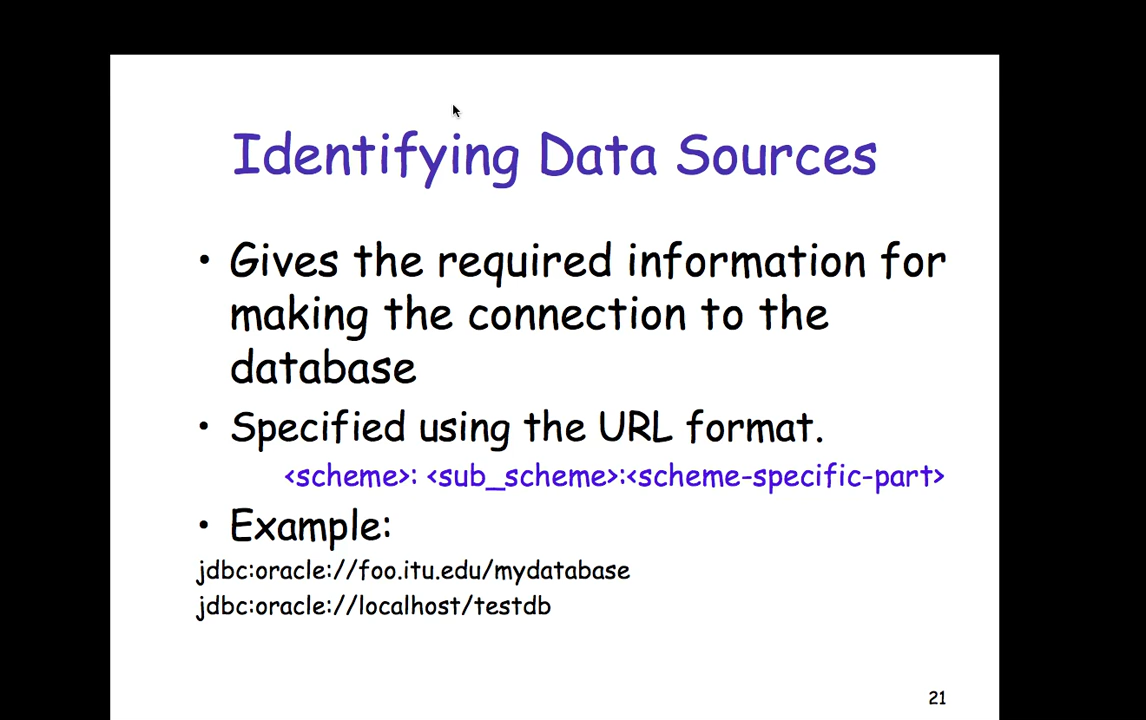 Identifying Data Sources
• Gives the required information for
making the connection to the
database
• Specified using the URL format.
<scheme>: <sub_scheme>:<scheme-specific-part>
• Example:
jdbc:oracle://foo.itu.edu/mydatabase
jdbc:oracle://localhost/testdb
21